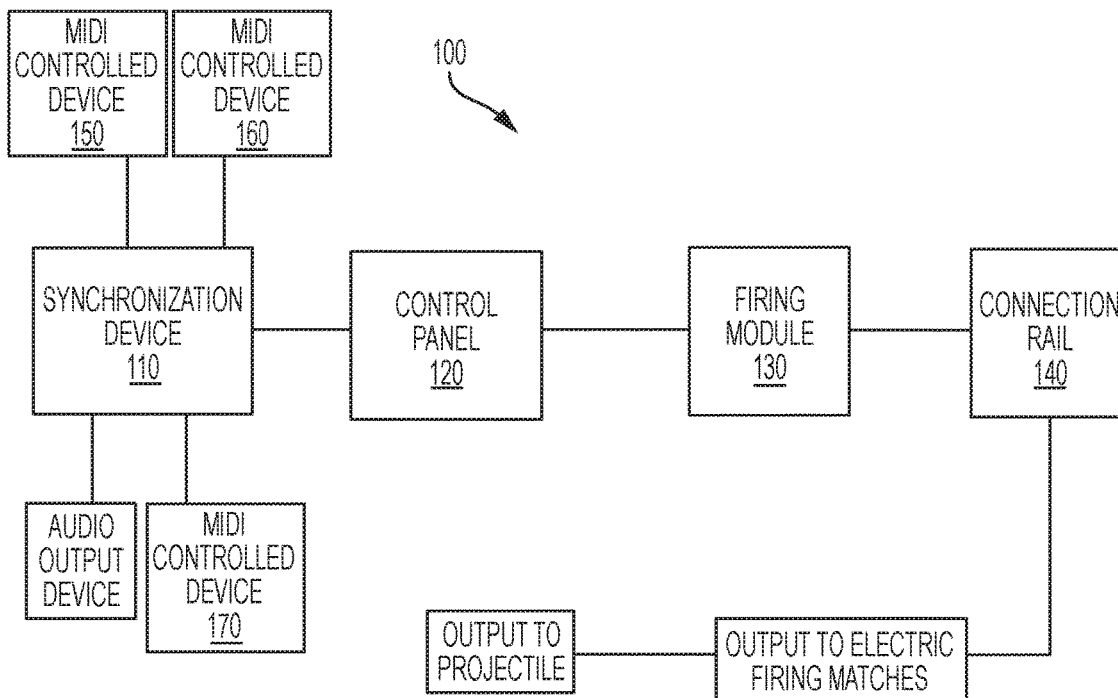 MIDI
CONTROLLED
DEVICE
150
MIDI
CONTROLLED
DEVICE
160
100
SYNCHRONIZATION
DEVICE
110
CONTROL
PANEL
120
FIRING
MODULE
130
CONNECTION
RAIL
140
AUDIO
OUTPUT
DEVICE
MIDI
CONTROLLED
DEVICE
170
OUTPUT TO
PROJECTILE
OUTPUT TO ELECTRIC
FIRING MATCHES